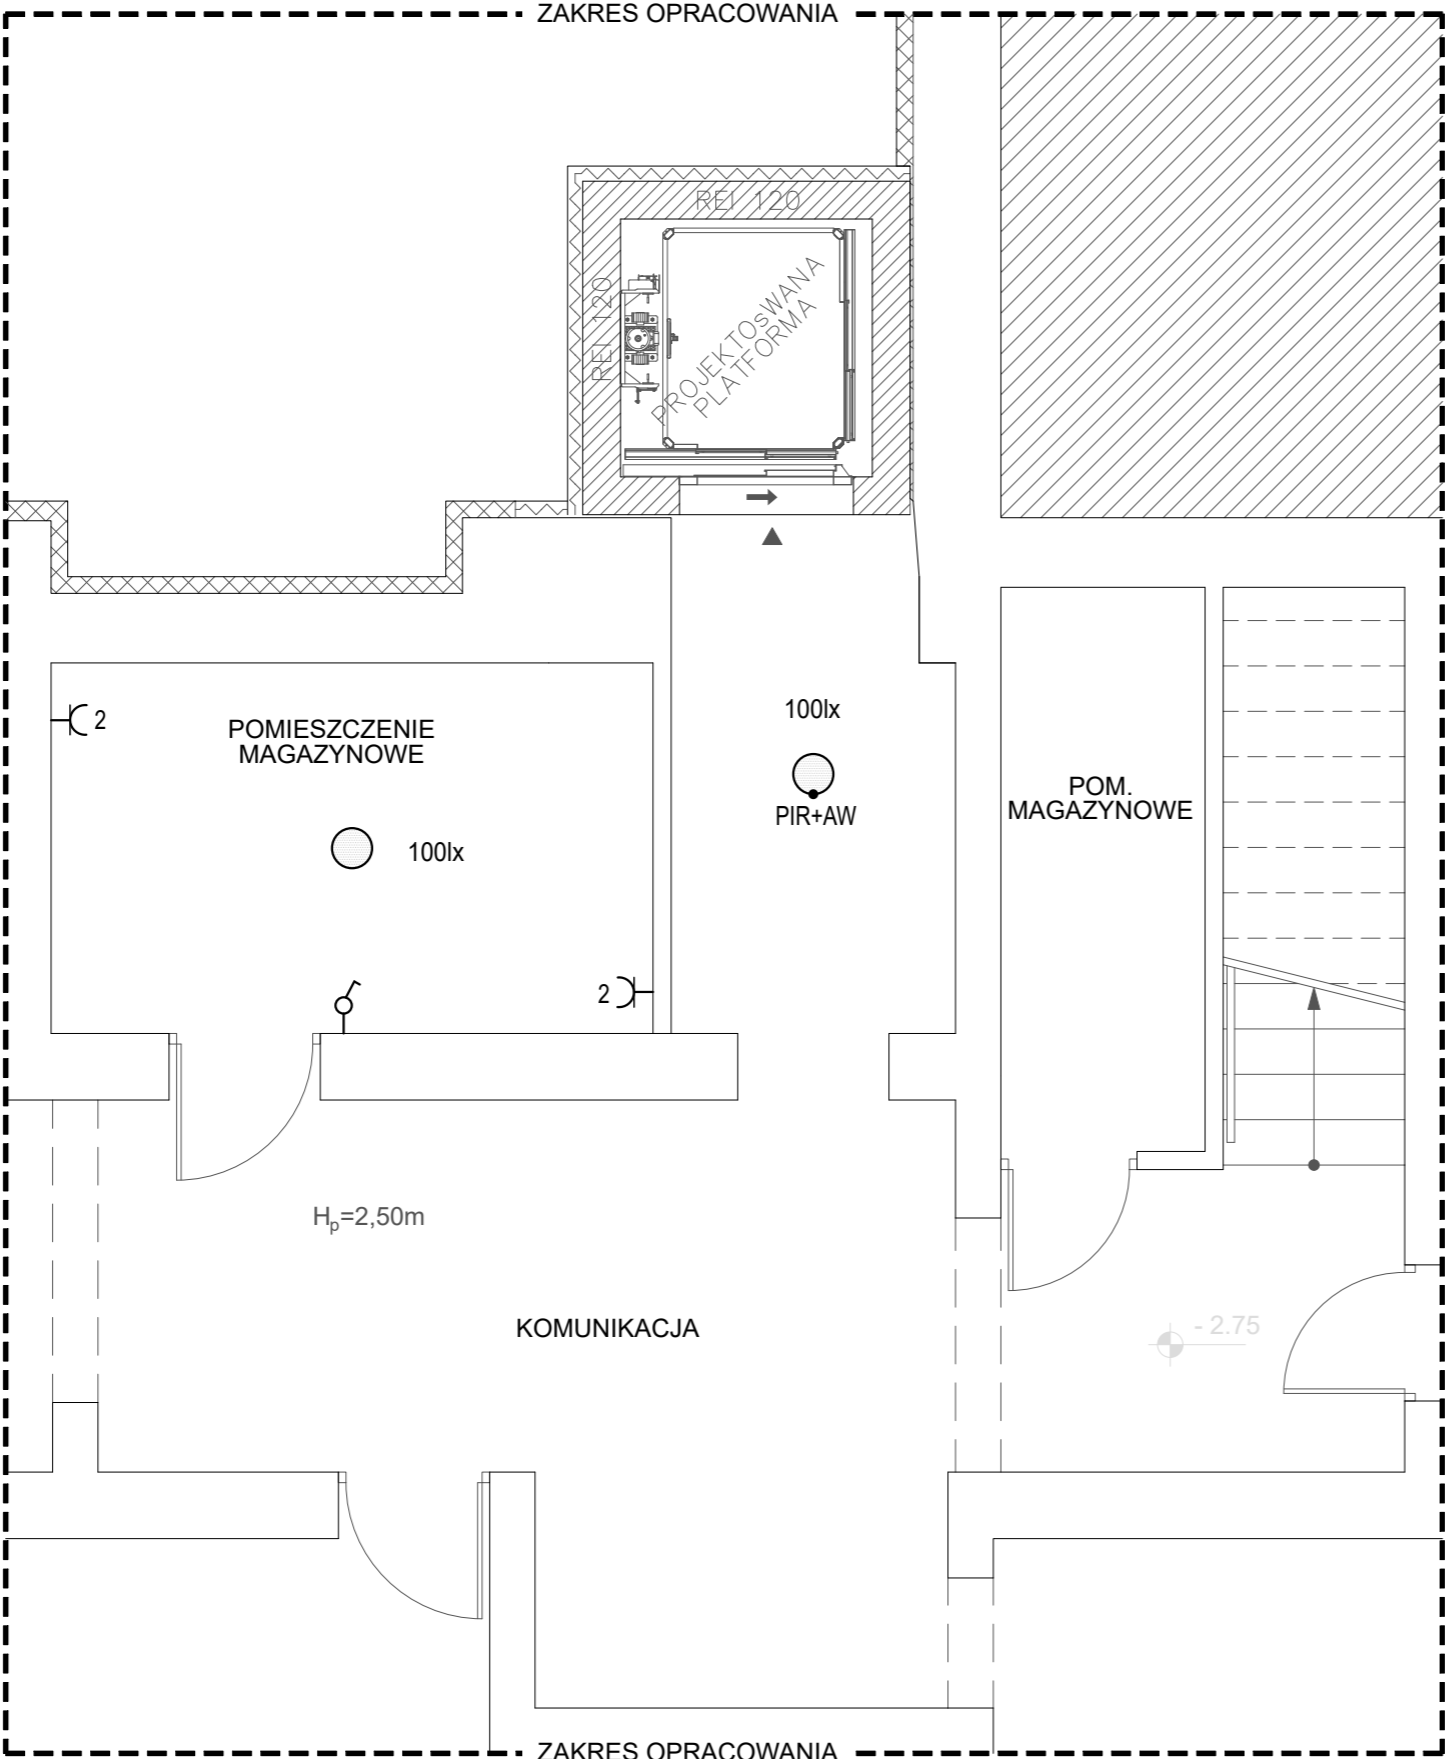 ZAKRES OPRACOWANIA
REI 120
REI 120
PROJEKTOsWANA
PLATFORMA
100lx
2
POMIESZCZENIE
MAGAZYNOWE
POM.
MAGAZYNOWE
PIR+AW
100lx
2
Hp=2,50m
KOMUNIKACJA
- 2.75
ZAKRES OPRACOWANIA